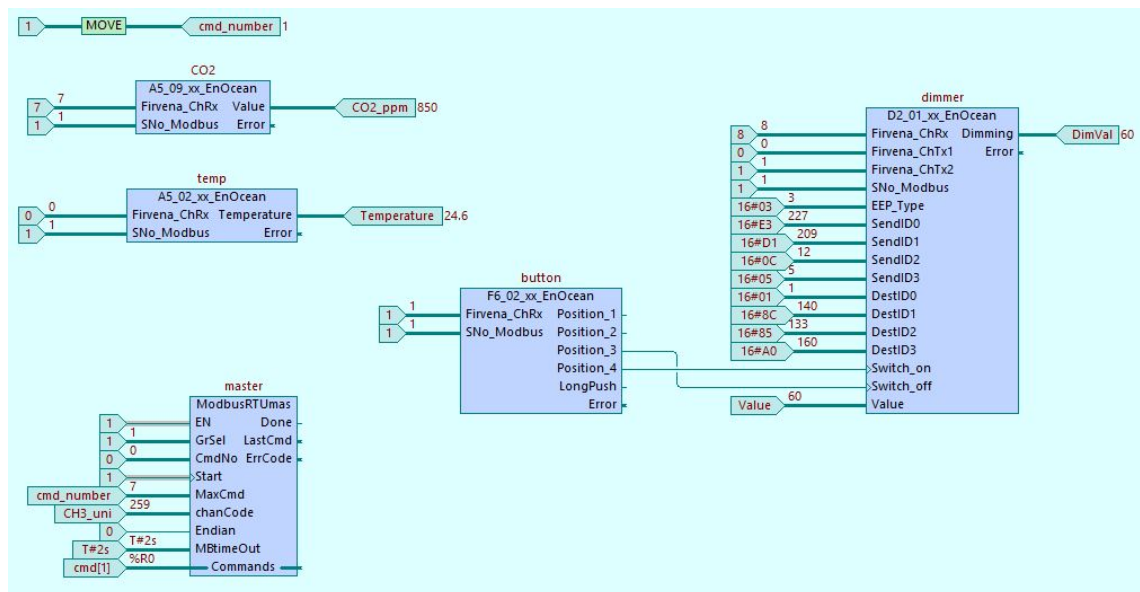 1 MOVE cmd_number 1
CO2
A5_09_xx_EnOcean
7 7 Firvena_ChRx Value CO2_ppm 850
1 1 SNo_Modbus Error
temp
A5_02_xx_EnOcean
0 0 Firvena_ChRx Temperature Temperature 24.6
1 1 SNo_Modbus Error
button
F6_02_xx_EnOcean
1 1 Firvena_ChRx Position_1
1 1 SNo_Modbus Position_2
Position_3
Position_4
LongPush
Error
dimmer
D2_01_xx_EnOcean
8 8 Firvena_ChRx Dimming DimVal 60
0 0 Firvena_ChTx1 Error
1 1 Firvena_ChTx2
1 1 SNo_Modbus
16#03 3 EEP_Type
16#E3 227 SendID0
16#D1 209 SendID1
16#0C 12 SendID2
16#05 5 SendID3
16#01 1 DestID0
16#8C 140 DestID1
16#85 133 DestID2
16#A0 160 DestID3
Switch_on
Switch_off
Value 60 Value
master
ModbusRTUmas
1 EN Done
1 1 GrSel LastCmd
0 0 CmdNo ErrCode
1 Start
cmd_number 7 MaxCmd
CH3_uni 259 chanCode
0 Endian
T#2s T#2s MBtimeOut
cmd[1] %R0 Commands